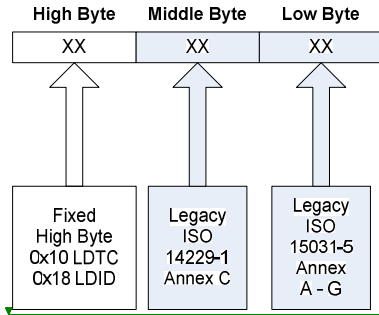 High Byte Middle Byte Low Byte
XX XX XX
Fixed
High Byte
0x10 LDTC
0x18 LDID
Legacy
ISO
14229-1
Annex C
Legacy
ISO
15031-5
Annex
A - G